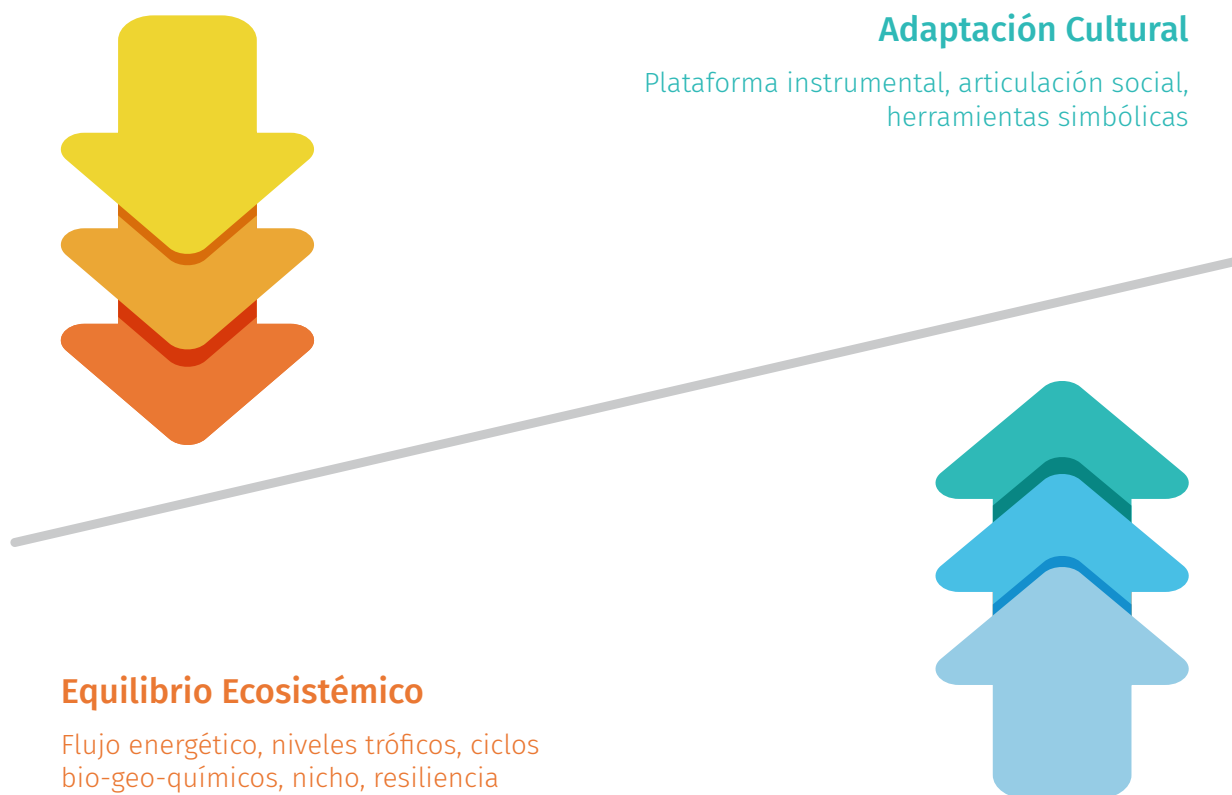 Adaptación Cultural
Plataforma instrumental, articulación social,
herramientas simbólicas
Equilibrio Ecosistémico
Flujo energético, niveles tróficos, ciclos
bio-geo-químicos, nicho, resiliencia